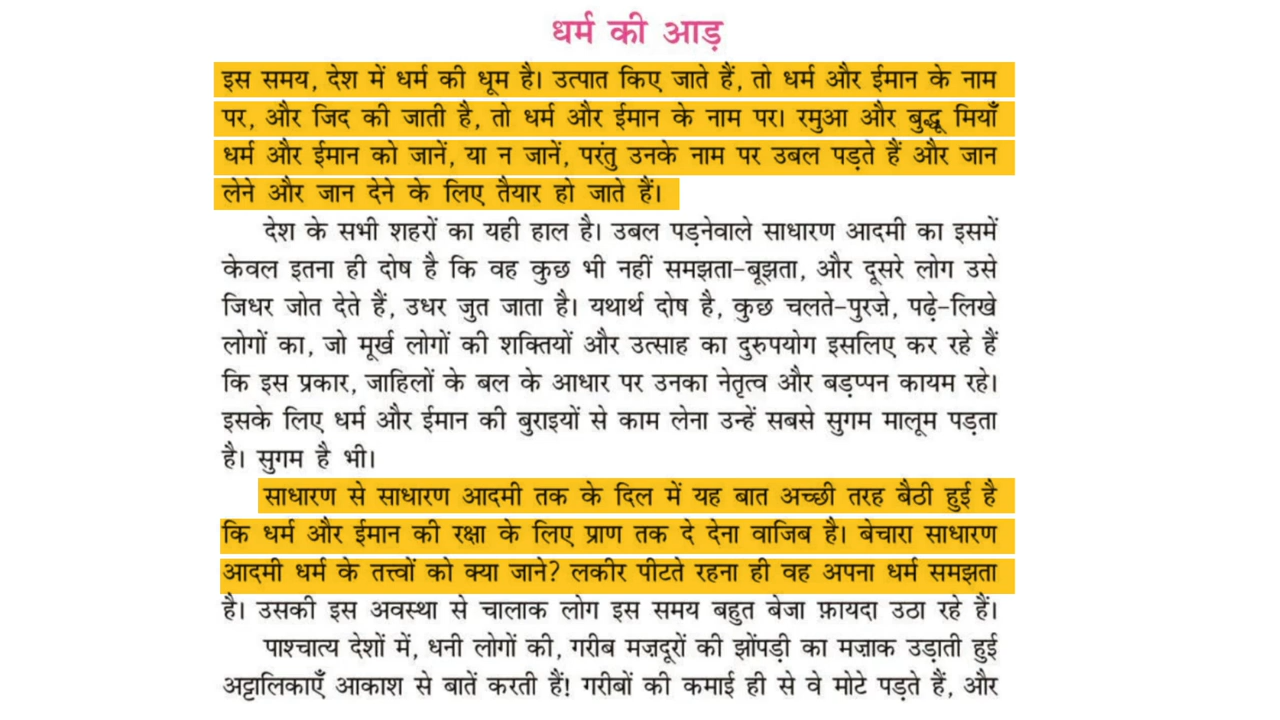 धर्म की आड़
इस समय, देश में धर्म की धूम है। उत्पात किए जाते हैं, तो धर्म और ईमान के नाम
पर, और जिद की जाती है, तो धर्म और ईमान के नाम पर। रमुआ और बुद्धू मियाँ
धर्म और ईमान को जानें, या न जानें, परंतु उनके नाम पर उबल पड़ते हैं और जान
लेने और जान देने के लिए तैयार हो जाते हैं।
देश के सभी शहरों का यही हाल है। उबल पड़नेवाले साधारण आदमी का इसमें
केवल इतना ही दोष है कि वह कुछ भी नहीं समझता-बूझता, और दूसरे लोग उसे
जिधर जोत देते हैं, उधर जुत जाता है। यथार्थ दोष है, कुछ चलते-पुरज़े, पढ़े-लिखे
लोगों का, जो मूर्ख लोगों की शक्तियों और उत्साह का दुरुपयोग इसलिए कर रहे हैं
कि इस प्रकार, जाहिलों के बल के आधार पर उनका नेतृत्व और बड़प्पन कायम रहे।
इसके लिए धर्म और ईमान की बुराइयों से काम लेना उन्हें सबसे सुगम मालूम पड़ता
है। सुगम है भी।
साधारण से साधारण आदमी तक के दिल में यह बात अच्छी तरह बैठी हुई है
कि धर्म और ईमान की रक्षा के लिए प्राण तक दे देना वाजिब है। बेचारा साधारण
आदमी धर्म के तत्त्वों को क्या जाने? लकीर पीटते रहना ही वह अपना धर्म समझता
है। उसकी इस अवस्था से चालाक लोग इस समय बहुत बेजा फ़ायदा उठा रहे हैं।
पाश्चात्य देशों में, धनी लोगों की, गरीब मज़दूरों की झोंपड़ी का मज़ाक उड़ाती हुई
अट्टालिकाएँ आकाश से बातें करती हैं! गरीबों की कमाई ही से वे मोटे पड़ते हैं, और